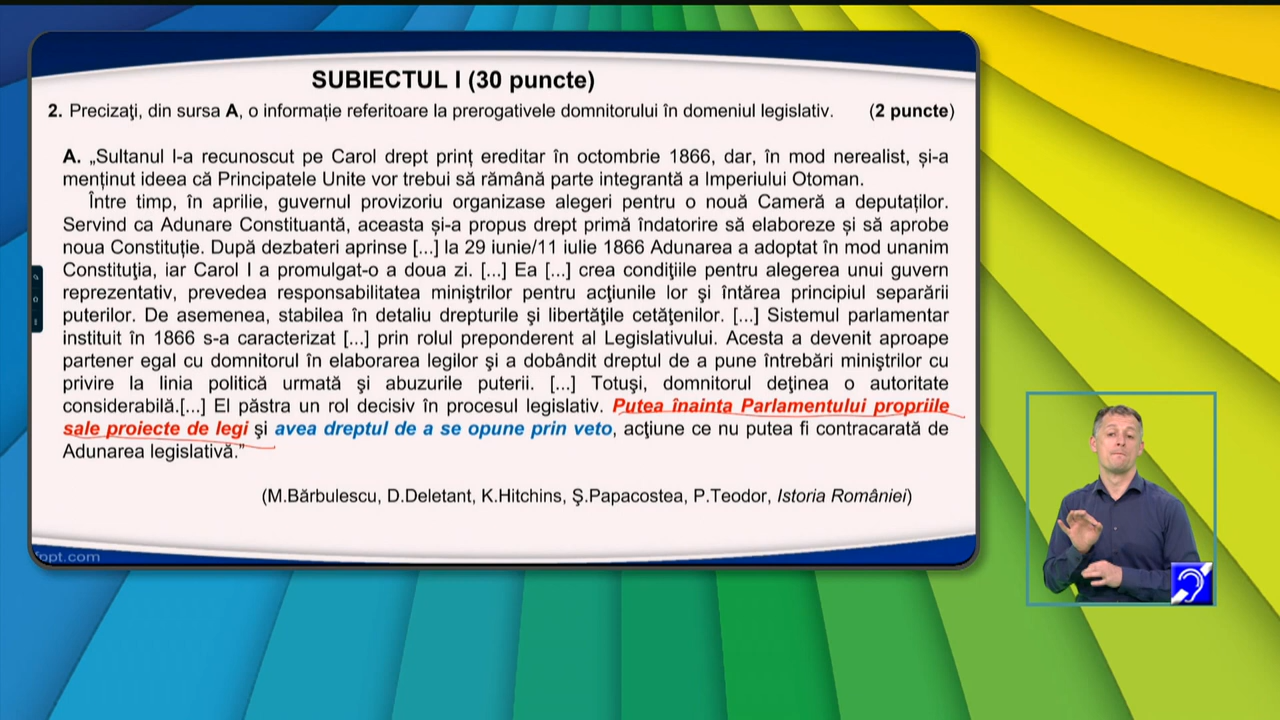 SUBIECTUL I (30 puncte)
2. Precizaţi, din sursa A, o informație referitoare la prerogativele domnitorului în domeniul legislativ. (2 puncte)
A. „Sultanul l-a recunoscut pe Carol drept prinț ereditar în octombrie 1866, dar, în mod nerealist, și-a
menținut ideea că Principatele Unite vor trebui să rămână parte integrantă a Imperiului Otoman.
Între timp, în aprilie, guvernul provizoriu organizase alegeri pentru o nouă Cameră a deputaților.
Servind ca Adunare Constituantă, aceasta și-a propus drept primă îndatorire să elaboreze și să aprobe
noua Constituție. După dezbateri aprinse [...] la 29 iunie/11 iulie 1866 Adunarea a adoptat în mod unanim
Constituţia, iar Carol I a promulgat-o a doua zi. [...] Ea [...] crea condiţiile pentru alegerea unui guvern
reprezentativ, prevedea responsabilitatea miniştrilor pentru acţiunile lor şi întărea principiul separării
puterilor. De asemenea, stabilea în detaliu drepturile şi libertăţile cetăţenilor. [...] Sistemul parlamentar
instituit în 1866 s-a caracterizat [...] prin rolul preponderent al Legislativului. Acesta a devenit aproape
partener egal cu domnitorul în elaborarea legilor şi a dobândit dreptul de a pune întrebări miniştrilor cu
privire la linia politică urmată şi abuzurile puterii. [...] Totuşi, domnitorul deţinea o autoritate
considerabilă.[...] El păstra un rol decisiv în procesul legislativ. Putea înainta Parlamentului propriile
sale proiecte de legi şi avea dreptul de a se opune prin veto, acţiune ce nu putea fi contracarată de
Adunarea legislativă.”
(M.Bărbulescu, D.Deletant, K.Hitchins, Ş.Papacostea, P.Teodor, Istoria României)
fppt.com